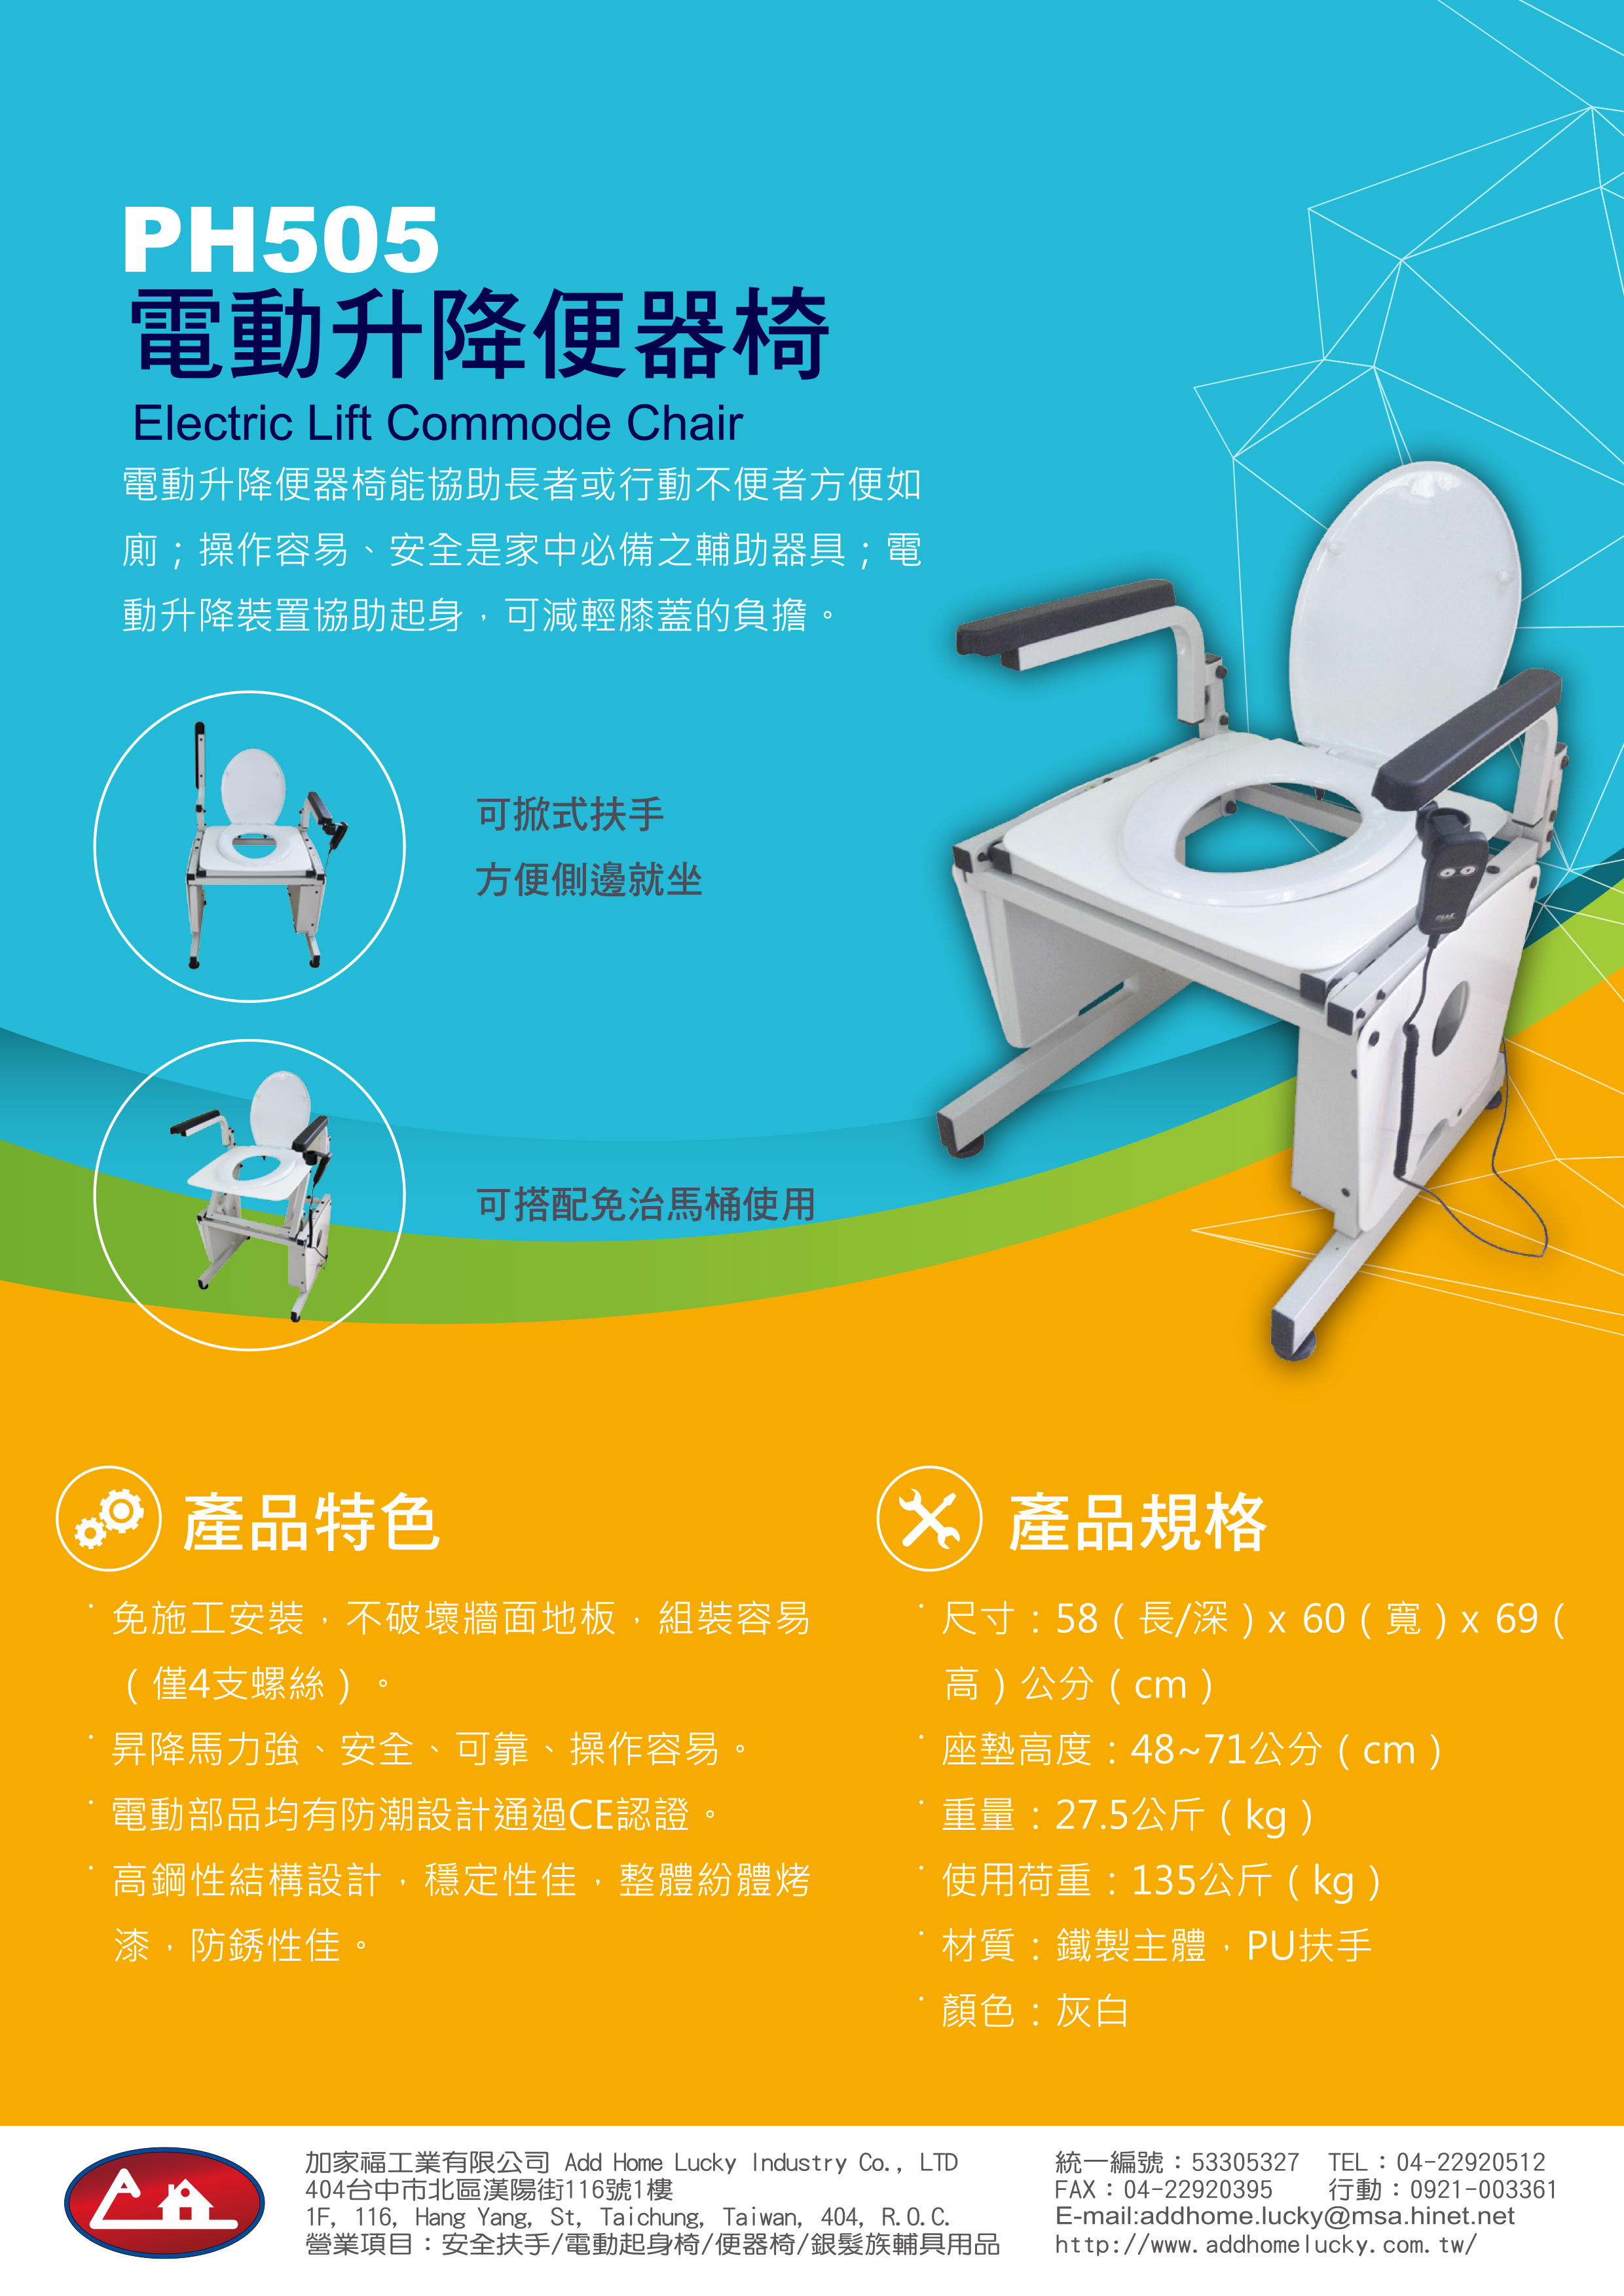 PH505
電動升降便器椅
Electric Lift Commode Chair
電動升降便器椅能協助長者或行動不便者方便如
廁；操作容易、安全是家中必備之輔助器具；電
動升降裝置協助起身，可減輕膝蓋的負擔。
可掀式扶手
方便側邊就坐
可搭配免治馬桶使用
產品特色
˙免施工安裝，不破壞牆面地板，組裝容易
（僅4支螺絲）。
˙昇降馬力強、安全、可靠、操作容易。
˙電動部品均有防潮設計通過CE認證。
˙高鋼性結構設計，穩定性佳，整體紛體烤
漆，防銹性佳。
產品規格
˙尺寸：58（長/深）x 60（寬）x 69（
高）公分（cm）
˙座墊高度：48~71公分（cm）
˙重量：27.5公斤（kg）
˙使用荷重：135公斤（kg）
˙材質：鐵製主體，PU扶手
˙顏色：灰白
加家福工業有限公司 Add Home Lucky Industry Co., LTD
404台中市北區漢陽街116號1樓
1F, 116, Hang Yang, St, Taichung, Taiwan, 404, R.O.C.
營業項目：安全扶手/電動起身椅/便器椅/銀髮族輔具用品
統一編號：53305327 TEL：04-22920512
FAX：04-22920395 行動：0921-003361
E-mail:addhome.lucky@msa.hinet.net
http://www.addhomelucky.com.tw/